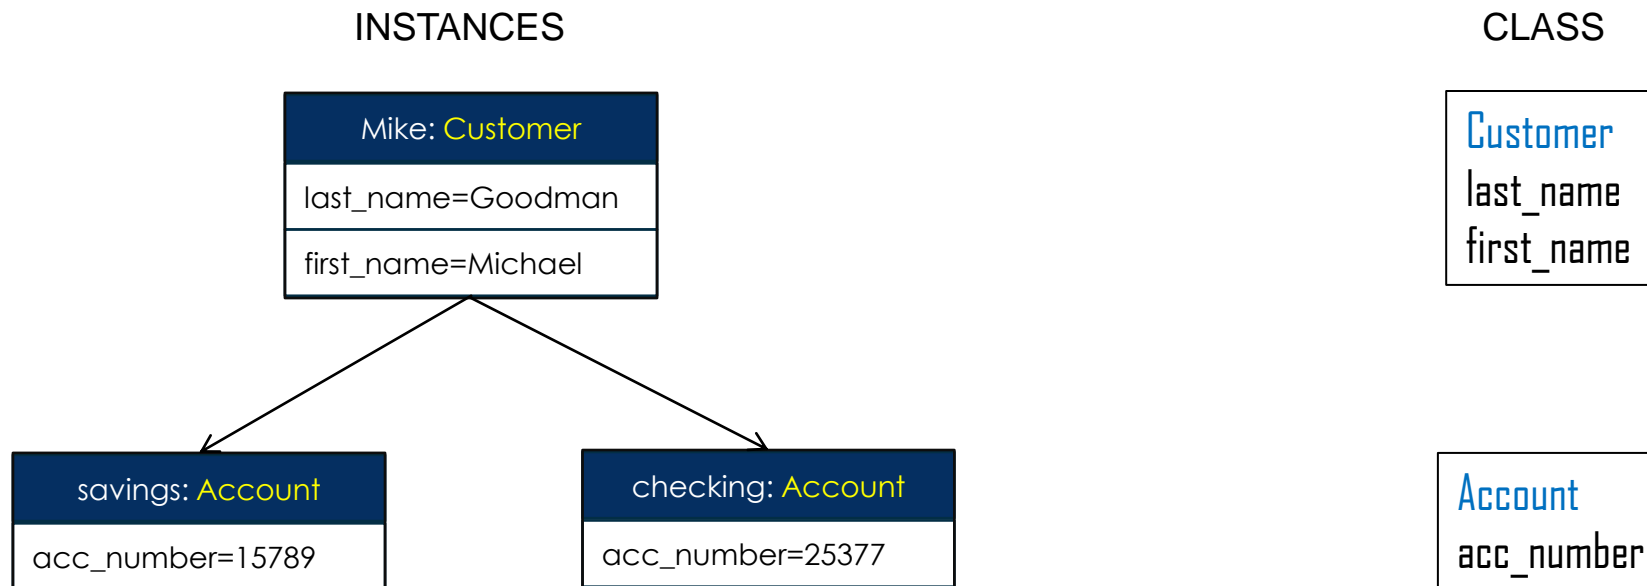 INSTANCES
CLASS
Mike: Customer
last_name=Goodman
first_name=Michael
Customer
last_name
first_name
savings: Account
acc_number=15789
checking: Account
acc_number=25377
Account
acc_number